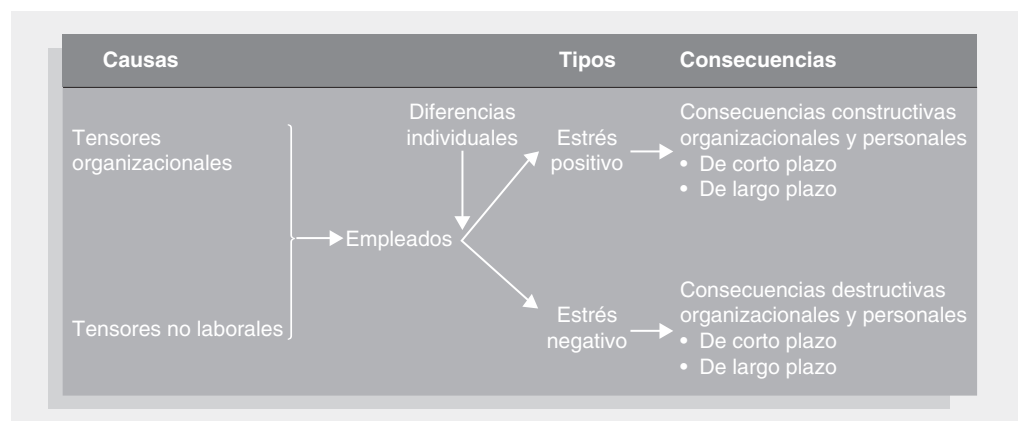 Causas Tipos Consecuencias
Tensores
organizacionales
Tensores no laborales
Empleados
Diferencias
individuales
Estrés
positivo
Consecuencias constructivas
organizacionales y personales
• De corto plazo
• De largo plazo
Estrés
negativo
Consecuencias destructivas
organizacionales y personales
• De corto plazo
• De largo plazo